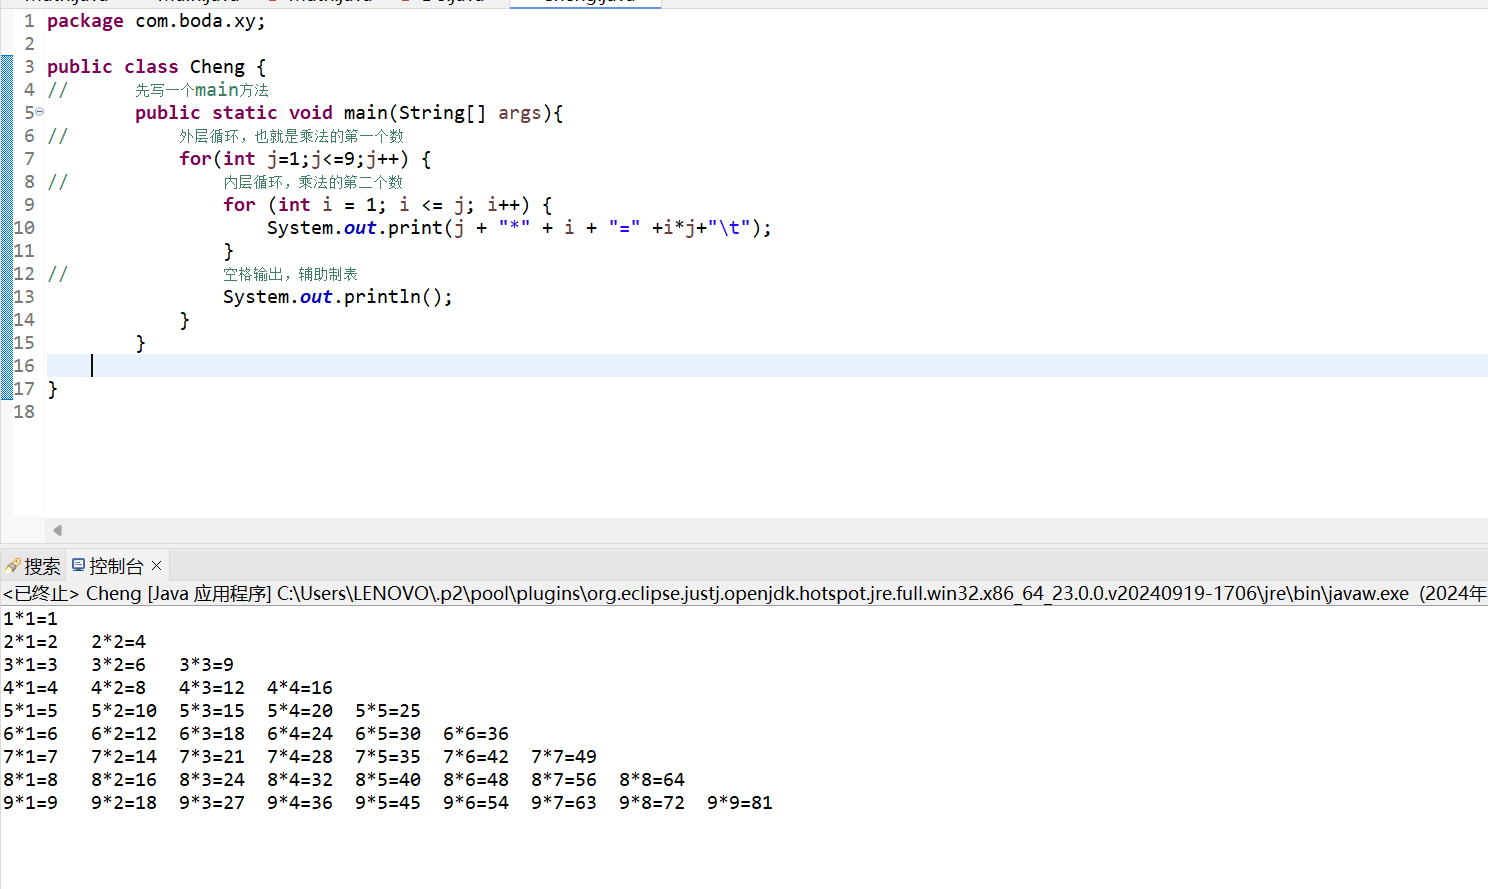 1 package com.boda.xy;
2
3 public class Cheng {
4 // 先写一个main方法
5 public static void main(String[] args){
6 // 外层循环，也就是乘法的第一个数
7 for(int j=1;j<=9;j++) {
8 // 内层循环，乘法的第二个数
9 for (int i = 1; i <= j; i++) {
10 System.out.print(j + "*" + i + "=" +i*j+"\t");
11 }
12 // 空格输出，辅助制表
13 System.out.println();
14 }
15 }
16
17 }
18
搜索 控制台
<已终止> Cheng [Java 应用程序] C:\Users\LENOVO\.p2\pool\plugins\org.eclipse.justj.openjdk.hotspot.jre.full.win32.x86_64_23.0.0.v20240919-1706\jre\bin\javaw.exe (2024年
1*1=1
2*1=2 2*2=4
3*1=3 3*2=6 3*3=9
4*1=4 4*2=8 4*3=12 4*4=16
5*1=5 5*2=10 5*3=15 5*4=20 5*5=25
6*1=6 6*2=12 6*3=18 6*4=24 6*5=30 6*6=36
7*1=7 7*2=14 7*3=21 7*4=28 7*5=35 7*6=42 7*7=49
8*1=8 8*2=16 8*3=24 8*4=32 8*5=40 8*6=48 8*7=56 8*8=64
9*1=9 9*2=18 9*3=27 9*4=36 9*5=45 9*6=54 9*7=63 9*8=72 9*9=81